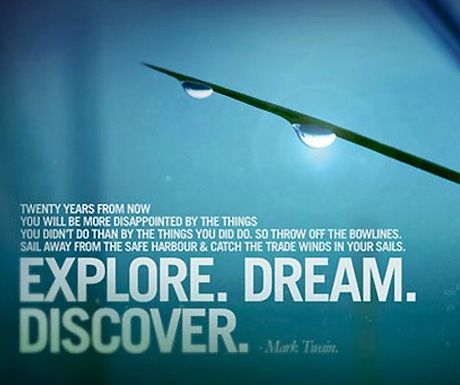 TWENTY YEARS FROM NOW
YOU WILL BE MORE DISAPPOINTED BY THE THINGS
YOU DIDN'T DO THAN BY THE THINGS YOU DID DO. SO THROW OFF THE BOWLINES.
SAIL AWAY FROM THE SAFE HARBOUR & CATCH THE TRADE WINDS IN YOUR SAILS.
EXPLORE. DREAM.
DISCOVER. - Mark Twain.